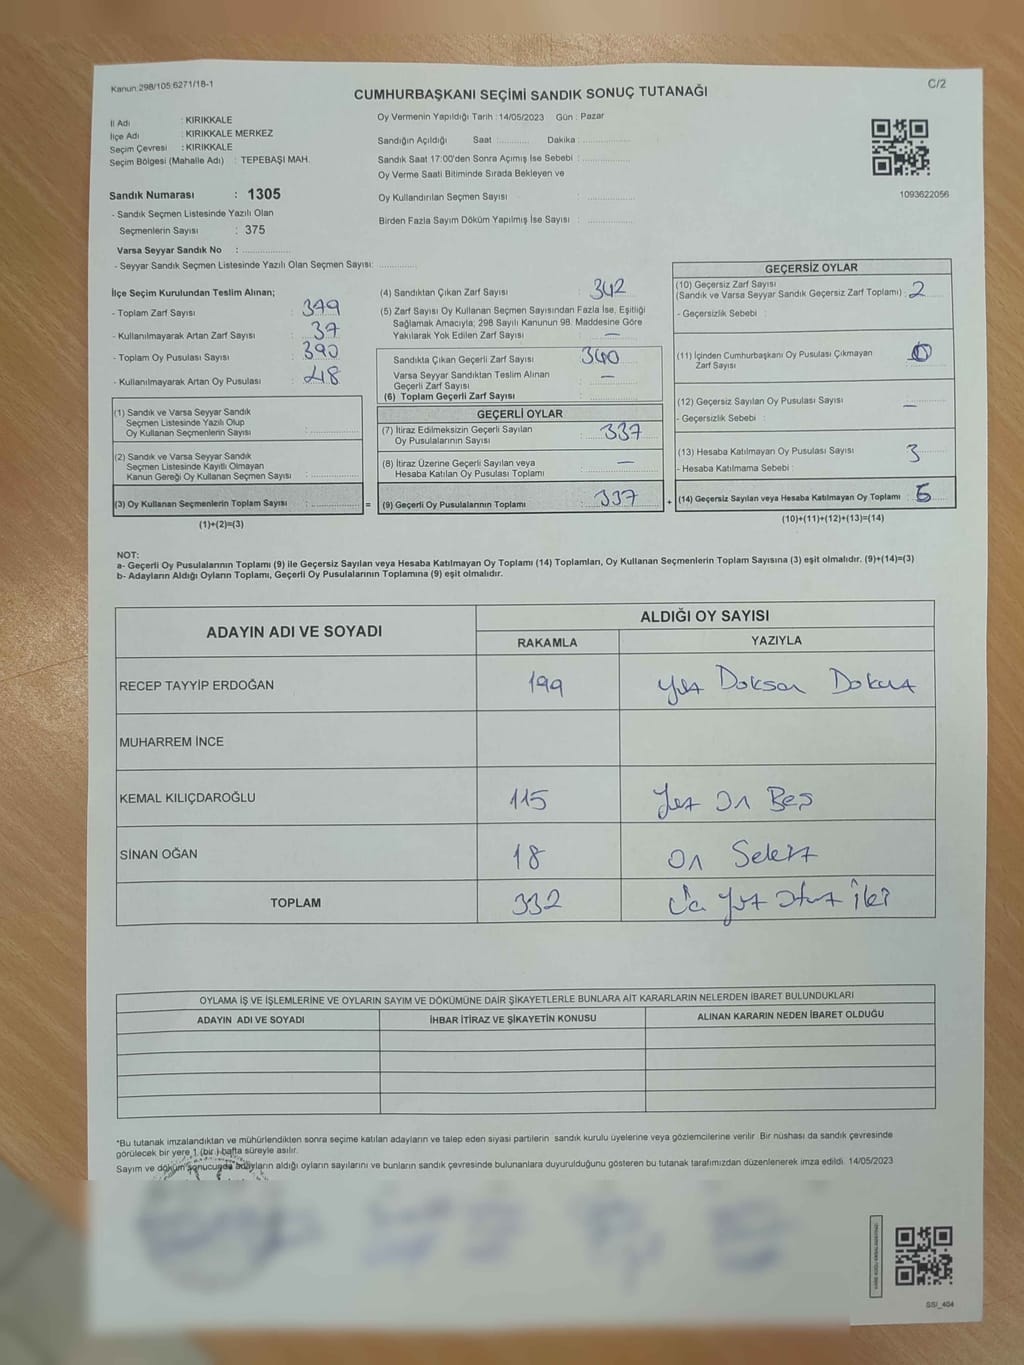 Kanun:298/105;6271/18-1
C/2
CUMHURBAŞKANI SEÇİMİ SANDIK SONUÇ TUTANAĞI
İl Adı : KIRIKKALE
İlçe Adı : KIRIKKALE MERKEZ
Seçim Çevresi : KIRIKKALE
Seçim Bölgesi (Mahalle Adı) : TEPEBAŞI MAH.
Sandık Numarası : 1305
- Sandık Seçmen Listesinde Yazılı Olan
Seçmenlerin Sayısı : 375
Varsa Seyyar Sandık No : ................
- Seyyar Sandık Seçmen Listesinde Yazılı Olan Seçmen Sayısı: ............
Oy Vermenin Yapıldığı Tarih : 14/05/2023 Gün : Pazar
Sandığın Açıldığı Saat :.......... Dakika :...............
Sandık Saat 17:00'den Sonra Açımış İse Sebebi :...............
Oy Verme Saati Bitiminde Sırada Bekleyen ve
Oy Kullandırılan Seçmen Sayısı : ...............
Birden Fazla Sayım Döküm Yapılmış İse Sayısı : ...............
1093622056
İlçe Seçim Kurulundan Teslim Alınan;
- Toplam Zarf Sayısı : 379
- Kullanılmayarak Artan Zarf Sayısı : 37
- Toplam Oy Pusulası Sayısı : 390
- Kullanılmayarak Artan Oy Pusulası : 48
(1) Sandık ve Varsa Seyyar Sandık
Seçmen Listesinde Yazılı Olup
Oy Kullanan Seçmenlerin Sayısı : ...............
(2) Sandık ve Varsa Seyyar Sandık
Seçmen Listesinde Kayıtlı Olmayan
Kanun Gereği Oy Kullanan Seçmen Sayısı : ...............
(3) Oy Kullanan Seçmenlerin Toplam Sayısı : ............... =
(1)+(2)=(3)
(4) Sandıktan Çıkan Zarf Sayısı : 342
(5) Zarf Sayısı Oy Kullanan Seçmen Sayısından Fazla İse, Eşitliği
Sağlamak Amacıyla; 298 Sayılı Kanunun 98. Maddesine Göre
Yakılarak Yok Edilen Zarf Sayısı : —
Sandıkta Çıkan Geçerli Zarf Sayısı : 340
Varsa Seyyar Sandıktan Teslim Alınan
Geçerli Zarf Sayısı : —
(6) Toplam Geçerli Zarf Sayısı : ...............
GEÇERLİ OYLAR
(7) İtiraz Edilmeksizin Geçerli Sayılan
Oy Pusulalarının Sayısı : 337
(8) İtiraz Üzerine Geçerli Sayılan veya
Hesaba Katılan Oy Pusulası Toplamı : —
(9) Geçerli Oy Pusulalarının Toplamı : 337 +
GEÇERSİZ OYLAR
(10) Geçersiz Zarf Sayısı
(Sandık ve Varsa Seyyar Sandık Geçersiz Zarf Toplamı) : 2
- Geçersizlik Sebebi :
(11) İçinden Cumhurbaşkanı Oy Pusulası Çıkmayan
Zarf Sayısı : 0
(12) Geçersiz Sayılan Oy Pusulası Sayısı : —
- Geçersizlik Sebebi :
(13) Hesaba Katılmayan Oy Pusulası Sayısı : 3
- Hesaba Katılmama Sebebi :
(14) Geçersiz Sayılan veya Hesaba Katılmayan Oy Toplamı : 5
(10)+(11)+(12)+(13)=(14)
NOT:
a- Geçerli Oy Pusulalarının Toplamı (9) ile Geçersiz Sayılan veya Hesaba Katılmayan Oy Toplamı (14) Toplamları, Oy Kullanan Seçmenlerin Toplam Sayısına (3) eşit olmalıdır. (9)+(14)=(3)
b- Adayların Aldığı Oyların Toplamı, Geçerli Oy Pusulalarının Toplamına (9) eşit olmalıdır.
ADAYIN ADI VE SOYADI
ALDIĞI OY SAYISI
RAKAMLA YAZIYLA
RECEP TAYYİP ERDOĞAN 199 Yüz Doksan Dokuz
MUHARREM İNCE
KEMAL KILIÇDAROĞLU 115 Yüz On Beş
SİNAN OĞAN 18 On Sekiz
TOPLAM 332 Üç Yüz Otuz İki
OYLAMA İŞ VE İŞLEMLERİNE VE OYLARIN SAYIM VE DÖKÜMÜNE DAİR ŞİKAYETLERLE BUNLARA AİT KARARLARIN NELERDEN İBARET BULUNDUKLARI
ADAYIN ADI VE SOYADI İHBAR İTİRAZ VE ŞİKAYETİN KONUSU ALINAN KARARIN NEDEN İBARET OLDUĞU
*Bu tutanak imzalandıktan ve mühürlendikten sonra seçime katılan adayların ve talep eden siyasi partilerin sandık kurulu üyelerine veya gözlemcilerine verilir. Bir nüshası da sandık çevresinde
görülecek bir yere 1 (bir ) hafta süreyle asılır.
Sayım ve döküm sonucunda adayların aldığı oyların sayılarını ve bunların sandık çevresinde bulunanlara duyurulduğunu gösteren bu tutanak tarafımızdan düzenlenerek imza edildi. 14/05/2023
SSI_404